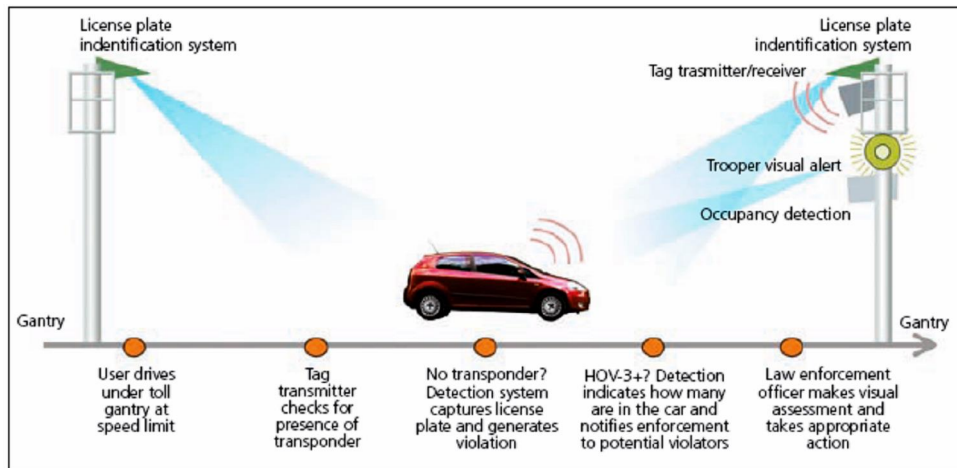 License plate
indentification system
License plate
indentification system
Tag trasmitter/receiver
Trooper visual alert
Occupancy detection
Gantry
Gantry
User drives
under toll
gantry at
speed limit
Tag
transmitter
checks for
presence of
transponder
No transponder?
Detection system
captures license
plate and generates
violation
HOV-3+? Detection
indicates how many
are in the car and
notifies enforcement
to potential violators
Law enforcement
officer makes visual
assessment and
takes appropriate
action